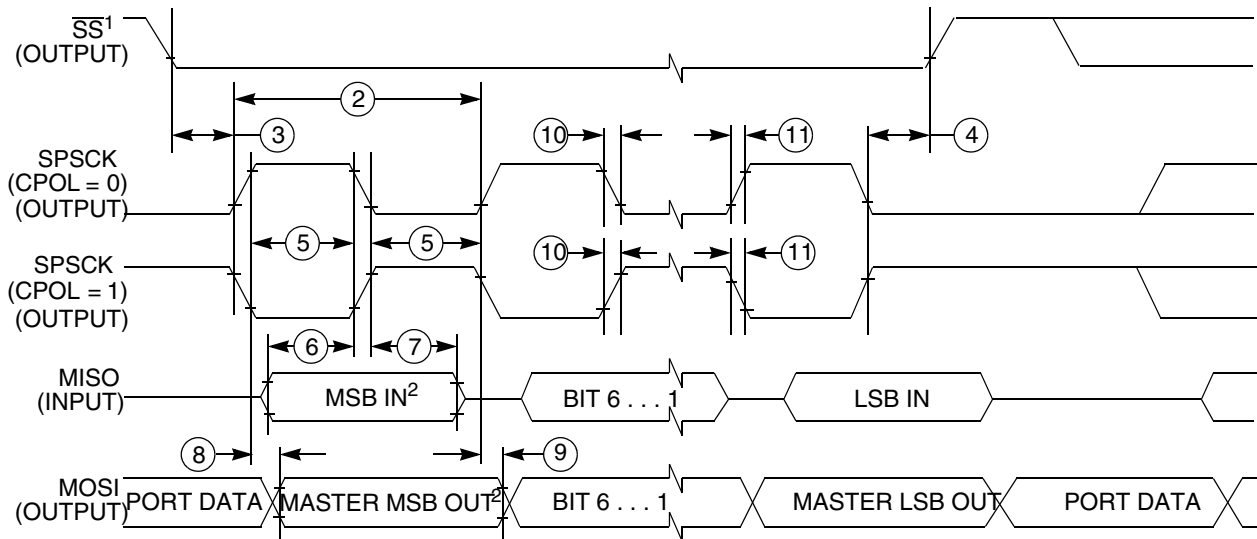 SS1
(OUTPUT)
2
3
10
11
4
SPSCK
(CPOL = 0)
(OUTPUT)
5
5
10
11
SPSCK
(CPOL = 1)
(OUTPUT)
6
7
MISO
(INPUT)
MSB IN2
BIT 6 . . . 1
LSB IN
8
9
MOSI
(OUTPUT)
PORT DATA
MASTER MSB OUT2
BIT 6 . . . 1
MASTER LSB OUT
PORT DATA